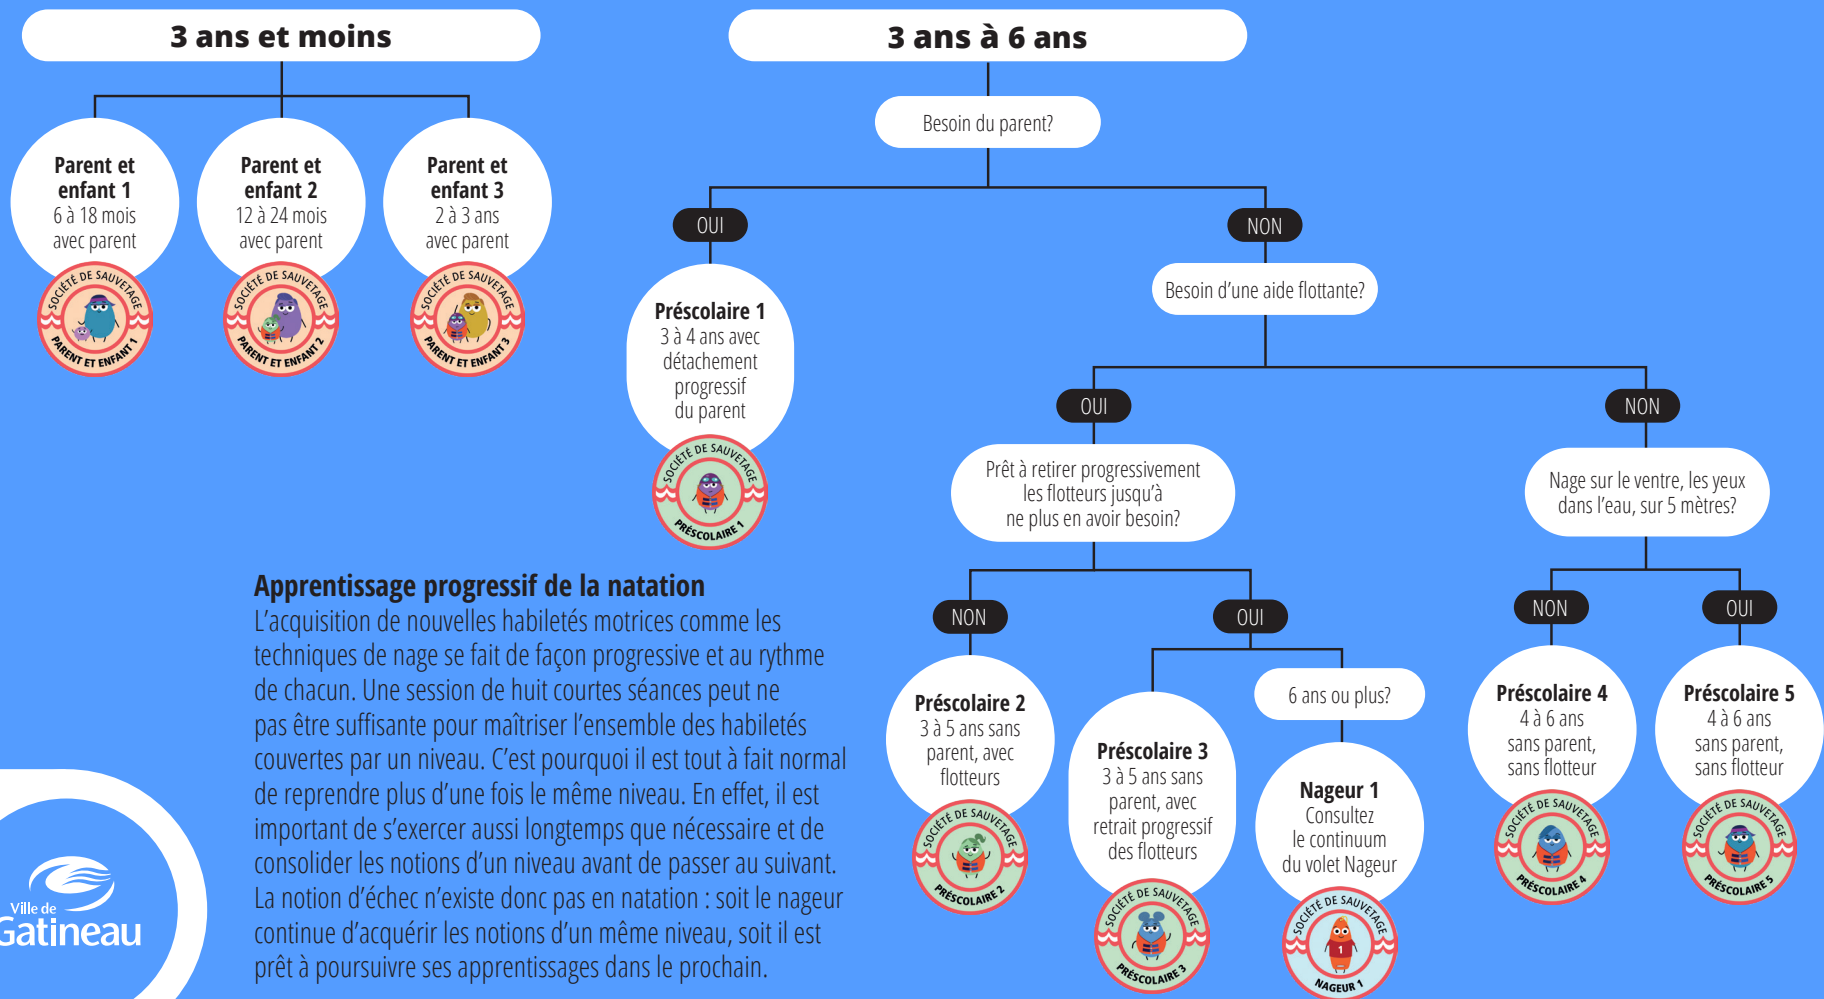 3 ans et moins
Parent et
enfant 1
6 à 18 mois
avec parent
SOCIÉTÉ DE SAUVETAGE
PARENT ET ENFANT 1
Parent et
enfant 2
12 à 24 mois
avec parent
SOCIÉTÉ DE SAUVETAGE
PARENT ET ENFANT 2
Parent et
enfant 3
2 à 3 ans
avec parent
SOCIÉTÉ DE SAUVETAGE
PARENT ET ENFANT 3
3 ans à 6 ans
Besoin du parent?
OUI
Préscolaire 1
3 à 4 ans avec
détachement
progressif
du parent
SOCIÉTÉ DE SAUVETAGE
PRÉSCOLAIRE 1
NON
Besoin d'une aide flottante?
OUI
Prêt à retirer progressivement
les flotteurs jusqu'à
ne plus en avoir besoin?
NON
Préscolaire 2
3 à 5 ans sans
parent, avec
flotteurs
SOCIÉTÉ DE SAUVETAGE
PRÉSCOLAIRE 2
OUI
Préscolaire 3
3 à 5 ans sans
parent, avec
retrait progressif
des flotteurs
SOCIÉTÉ DE SAUVETAGE
PRÉSCOLAIRE 3
6 ans ou plus?
Nageur 1
Consultez
le continuum
du volet Nageur
SOCIÉTÉ DE SAUVETAGE
1
NAGEUR 1
NON
Nage sur le ventre, les yeux
dans l'eau, sur 5 mètres?
NON
Préscolaire 4
4 à 6 ans
sans parent,
sans flotteur
SOCIÉTÉ DE SAUVETAGE
PRÉSCOLAIRE 4
OUI
Préscolaire 5
4 à 6 ans
sans parent,
sans flotteur
SOCIÉTÉ DE SAUVETAGE
PRÉSCOLAIRE 5
Apprentissage progressif de la natation
L'acquisition de nouvelles habiletés motrices comme les
techniques de nage se fait de façon progressive et au rythme
de chacun. Une session de huit courtes séances peut ne
pas être suffisante pour maîtriser l'ensemble des habiletés
couvertes par un niveau. C'est pourquoi il est tout à fait normal
de reprendre plus d'une fois le même niveau. En effet, il est
important de s'exercer aussi longtemps que nécessaire et de
consolider les notions d'un niveau avant de passer au suivant.
La notion d'échec n'existe donc pas en natation : soit le nageur
continue d'acquérir les notions d'un même niveau, soit il est
prêt à poursuivre ses apprentissages dans le prochain.
Ville de
Gatineau